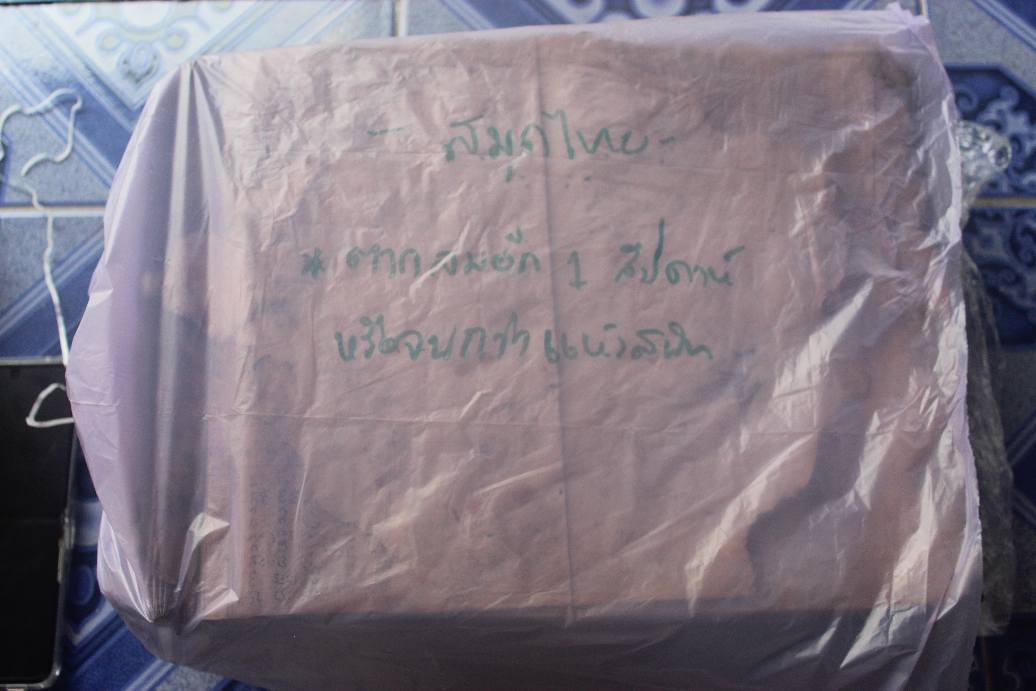 - สมุดไทย -
* ตากลมอีก 1 สัปดาห์
หรือจนกว่าแห้งสนิท